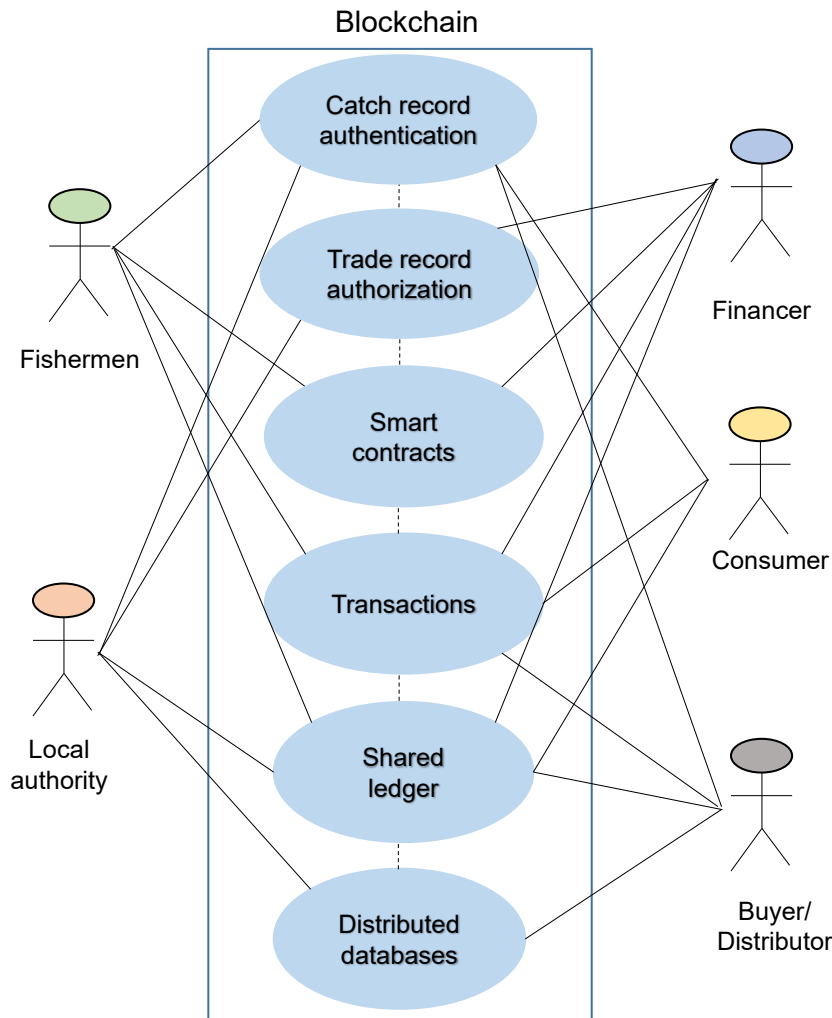 Blockchain
Catch record
authentication
Trade record
authorization
Fishermen
Financer
Smart
contracts
Consumer
Transactions
Local
authority
Shared
ledger
Buyer/
Distributor
Distributed
databases